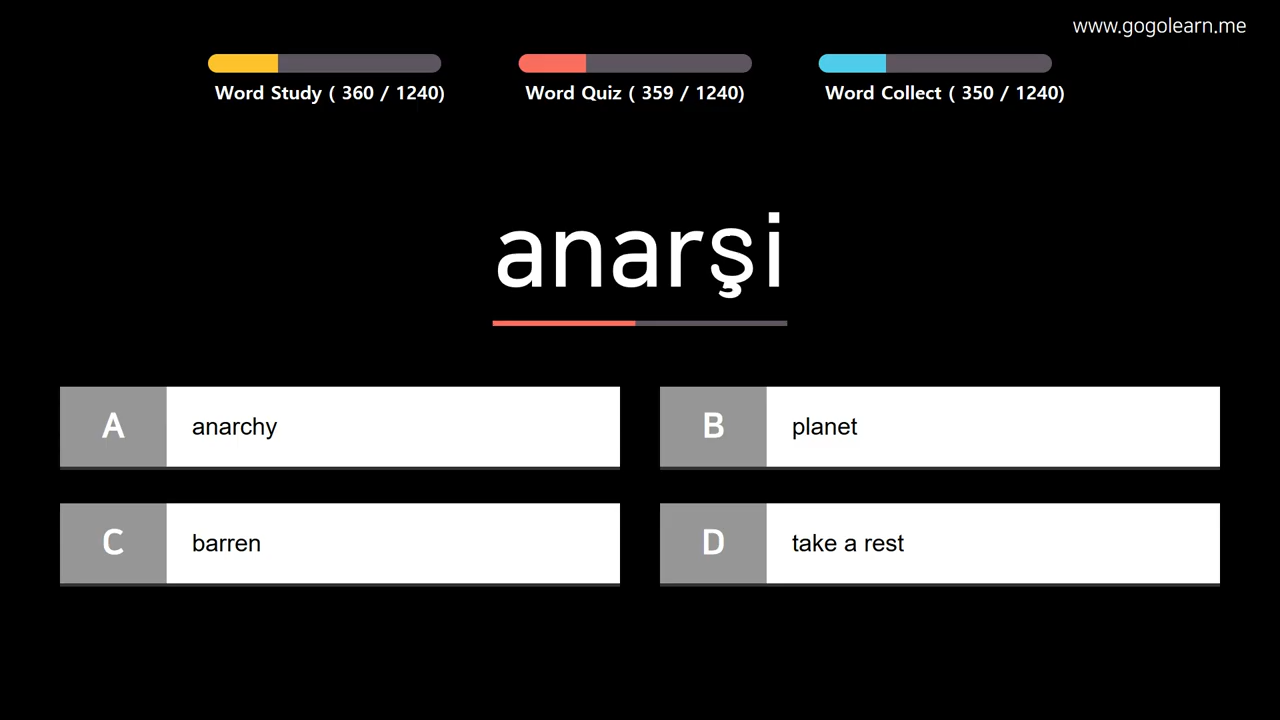 www.gogolearn.me
Word Study ( 360 / 1240)
Word Quiz ( 359 / 1240)
Word Collect ( 350 / 1240)
anarşi
A anarchy
B planet
C barren
D take a rest